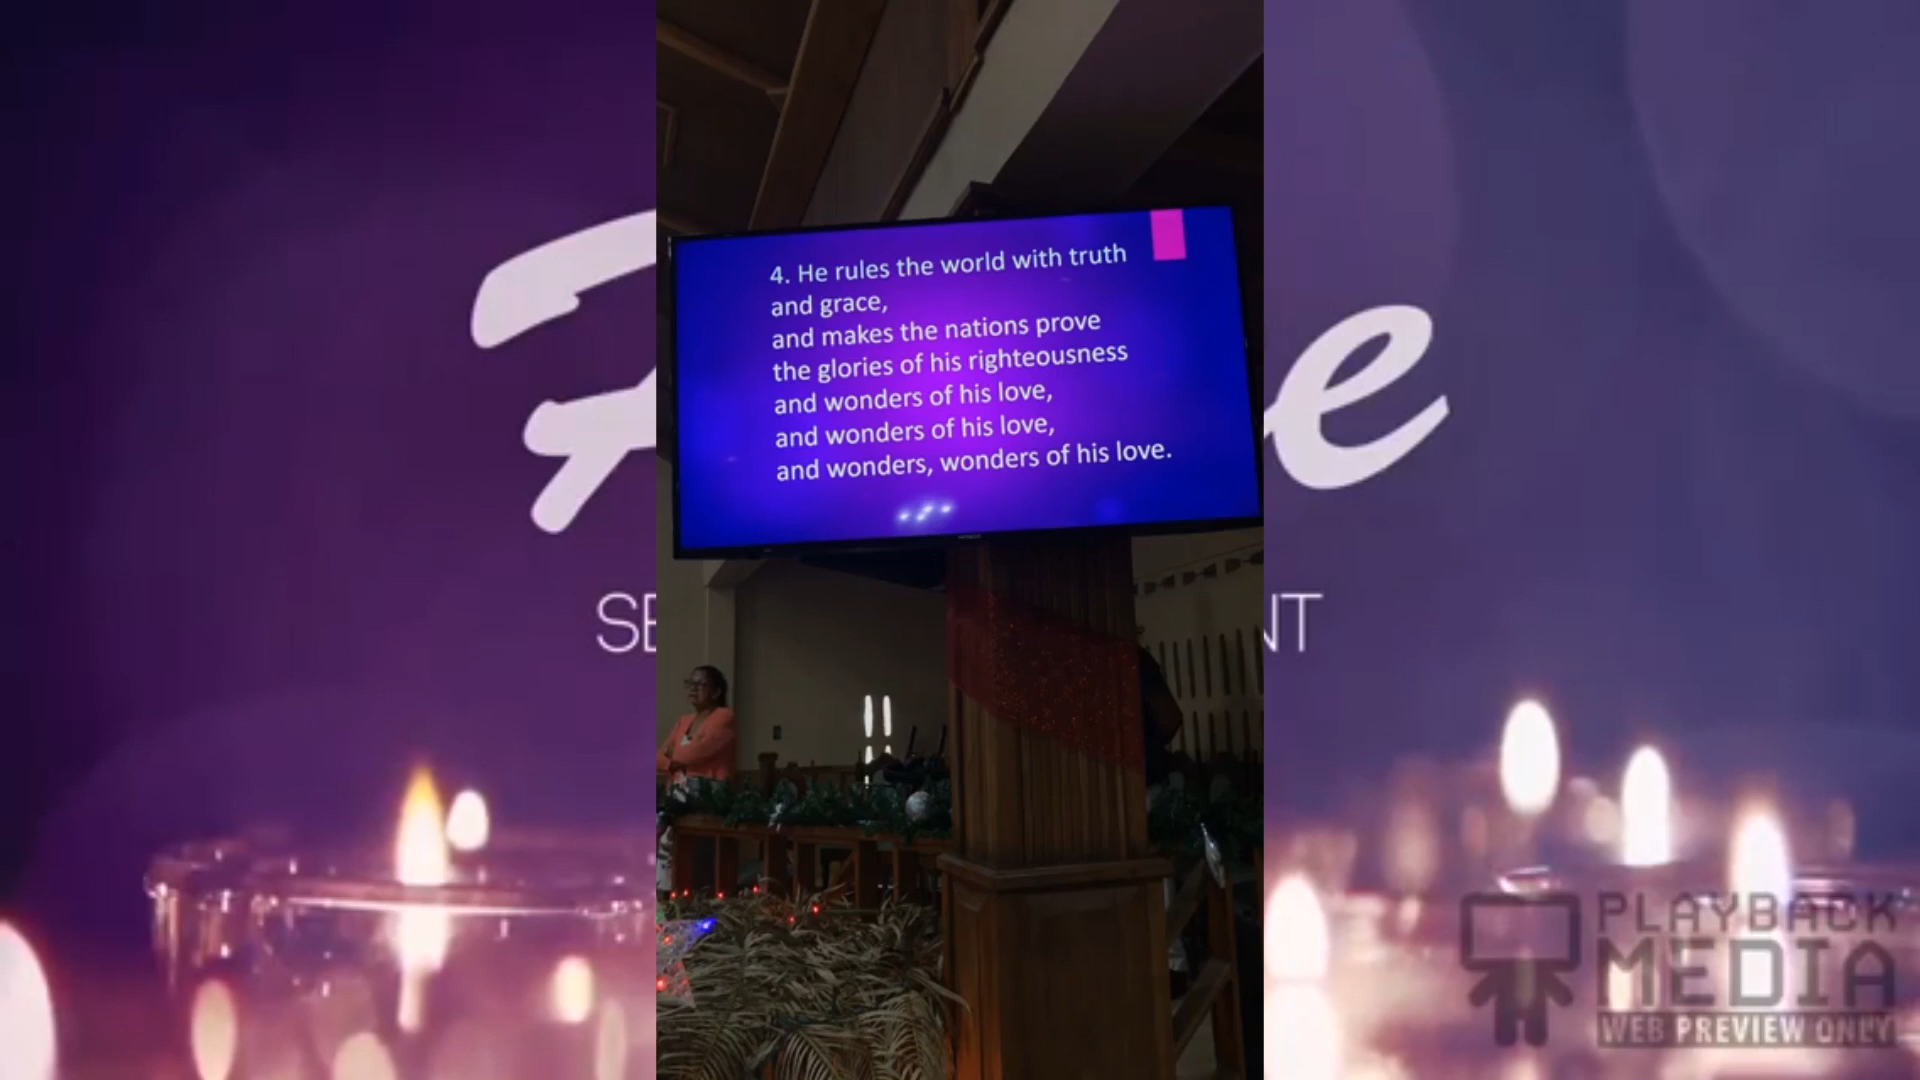 4. He rules the world with truth
and grace,
and makes the nations prove
the glories of his righteousness
and wonders of his love,
and wonders of his love,
and wonders, wonders of his love.
e
SE
NT
PLAYBACK
MEDIA
WEB PREVIEW ONLY